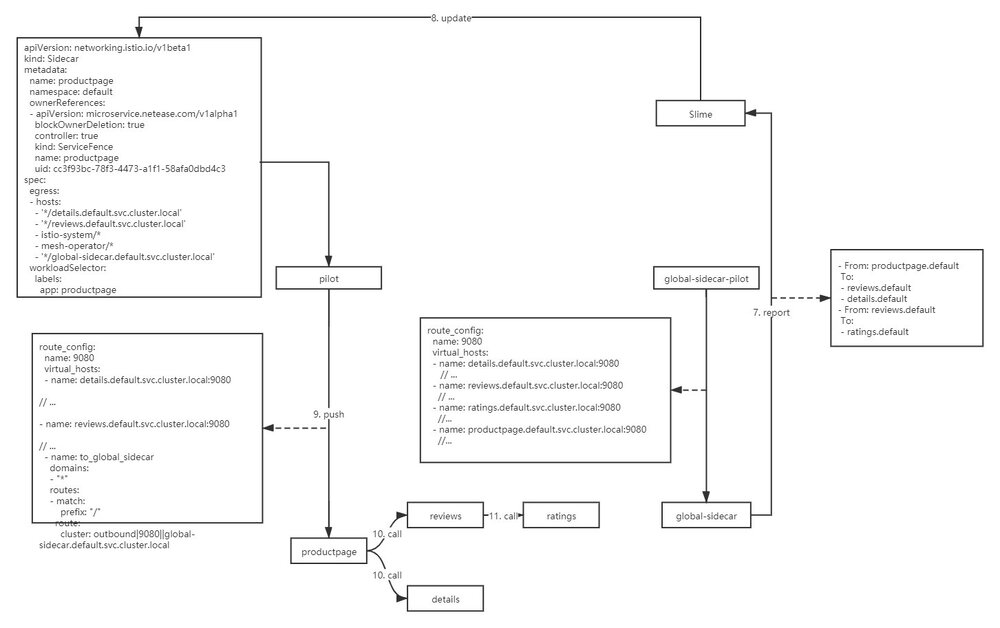 8. update
apiVersion: networking.istio.io/v1beta1
kind: Sidecar
metadata:
  name: productpage
  namespace: default
  ownerReferences:
  - apiVersion: microservice.netease.com/v1alpha1
    blockOwnerDeletion: true
    controller: true
    kind: ServiceFence
    name: productpage
    uid: cc3f93bc-78f3-4473-a1f1-58afa0dbd4c3
spec:
  egress:
  - hosts:
    - '*/details.default.svc.cluster.local'
    - '*/reviews.default.svc.cluster.local'
    - istio-system/*
    - mesh-operator/*
    - '*/global-sidecar.default.svc.cluster.local'
  workloadSelector:
    labels:
      app: productpage
Slime
pilot
global-sidecar-pilot
- From: productpage.default
To:
- reviews.default
- details.default
- From: reviews.default
To:
- ratings.default
7. report
route_config:
  name: 9080
  virtual_hosts:
  - name: details.default.svc.cluster.local:9080
// ...
- name: reviews.default.svc.cluster.local:9080
// ...
  - name: to_global_sidecar
    domains:
    - "*"
    routes:
    - match:
        prefix: "/"
      route:
        cluster: outbound|9080||global-
sidecar.default.svc.cluster.local
9. push
route_config:
  name: 9080
  virtual_hosts:
  - name: details.default.svc.cluster.local:9080
    // ...
  - name: reviews.default.svc.cluster.local:9080
    // ...
  - name: ratings.default.svc.cluster.local:9080
    //...
  - name: productpage.default.svc.cluster.local:9080
    //...
reviews
11. call
ratings
global-sidecar
10. call
productpage
10. call
details